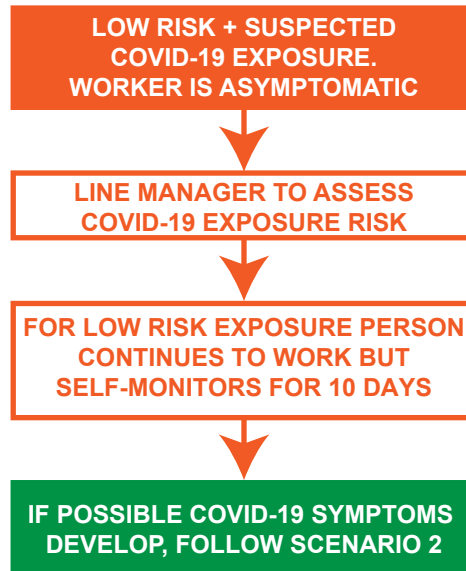 LOW RISK + SUSPECTED
COVID-19 EXPOSURE.
WORKER IS ASYMPTOMATIC
LINE MANAGER TO ASSESS
COVID-19 EXPOSURE RISK
FOR LOW RISK EXPOSURE PERSON
CONTINUES TO WORK BUT
SELF-MONITORS FOR 10 DAYS
IF POSSIBLE COVID-19 SYMPTOMS
DEVELOP, FOLLOW SCENARIO 2